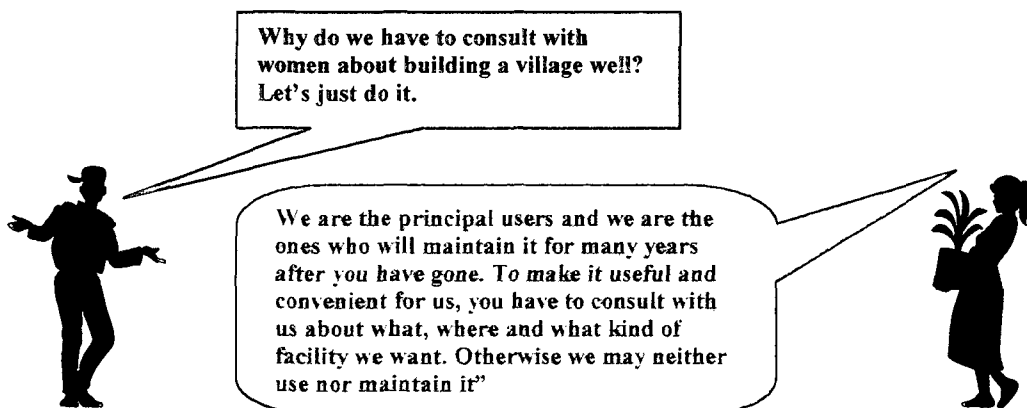 Why do we have to consult with
women about building a village well?
Let's just do it.
We are the principal users and we are the
ones who will maintain it for many years
after you have gone. To make it useful and
convenient for us, you have to consult with
us about what, where and what kind of
facility we want. Otherwise we may neither
use nor maintain it”